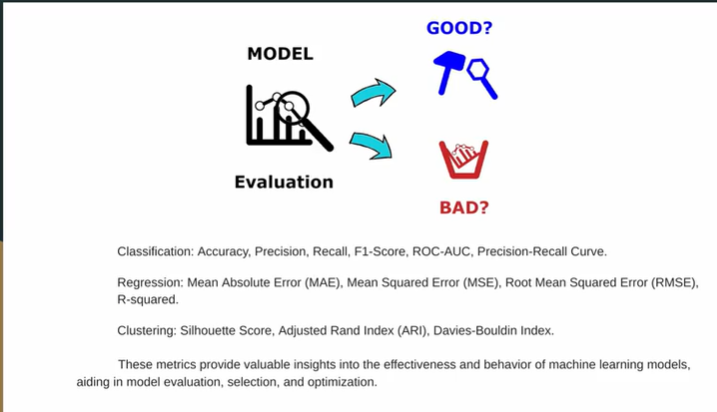 GOOD?
MODEL
Evaluation
BAD?
Classification: Accuracy, Precision, Recall, F1-Score, ROC-AUC, Precision-Recall Curve.
Regression: Mean Absolute Error (MAE), Mean Squared Error (MSE), Root Mean Squared Error (RMSE),
R-squared.
Clustering: Silhouette Score, Adjusted Rand Index (ARI), Davies-Bouldin Index.
These metrics provide valuable insights into the effectiveness and behavior of machine learning models,
aiding in model evaluation, selection, and optimization.